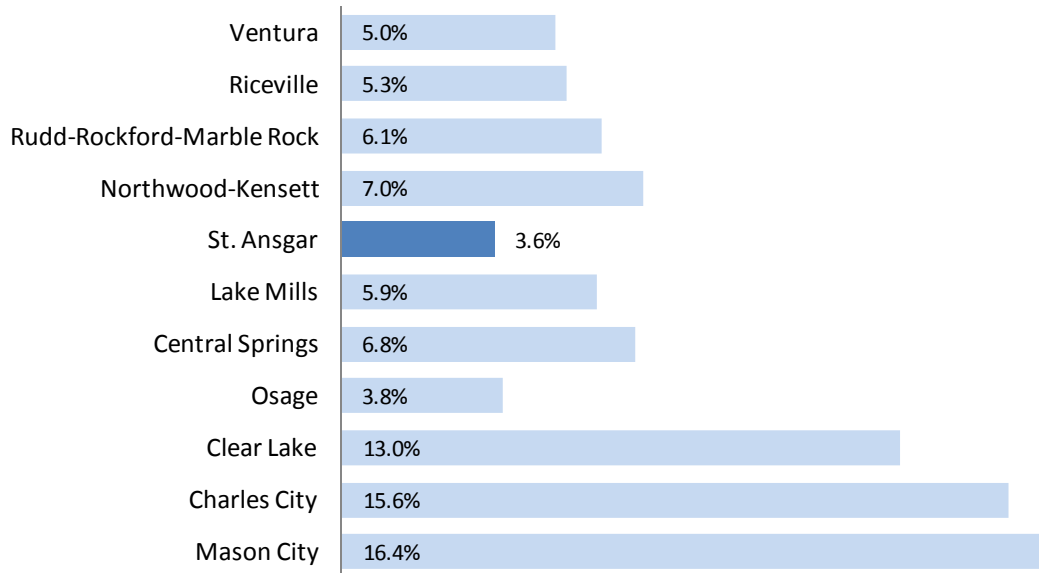 Ventura 5.0%
Riceville 5.3%
Rudd-Rockford-Marble Rock 6.1%
Northwood-Kensett 7.0%
St. Ansgar 3.6%
Lake Mills 5.9%
Central Springs 6.8%
Osage 3.8%
Clear Lake 13.0%
Charles City 15.6%
Mason City 16.4%